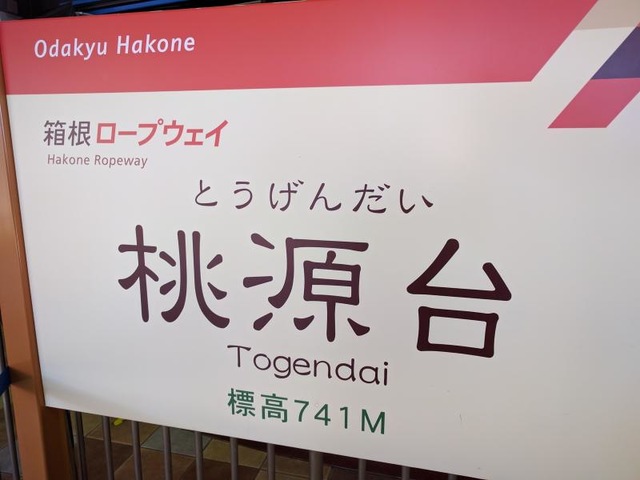 Odakyu Hakone
箱根ロープウェイ
Hakone Ropeway
とうげんだい
桃源台
Togendai
標高741M